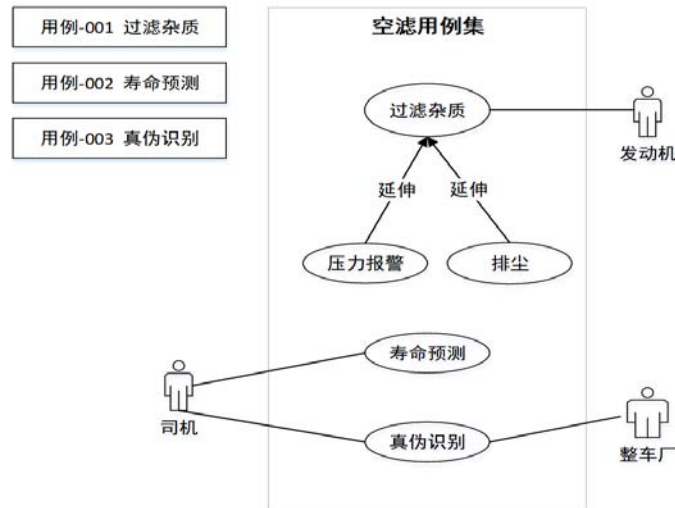 用例-001 过滤杂质
用例-002 寿命预测
用例-003 真伪识别
空滤用例集
过滤杂质
发动机
延伸
延伸
压力报警
排尘
寿命预测
司机
真伪识别
整车厂